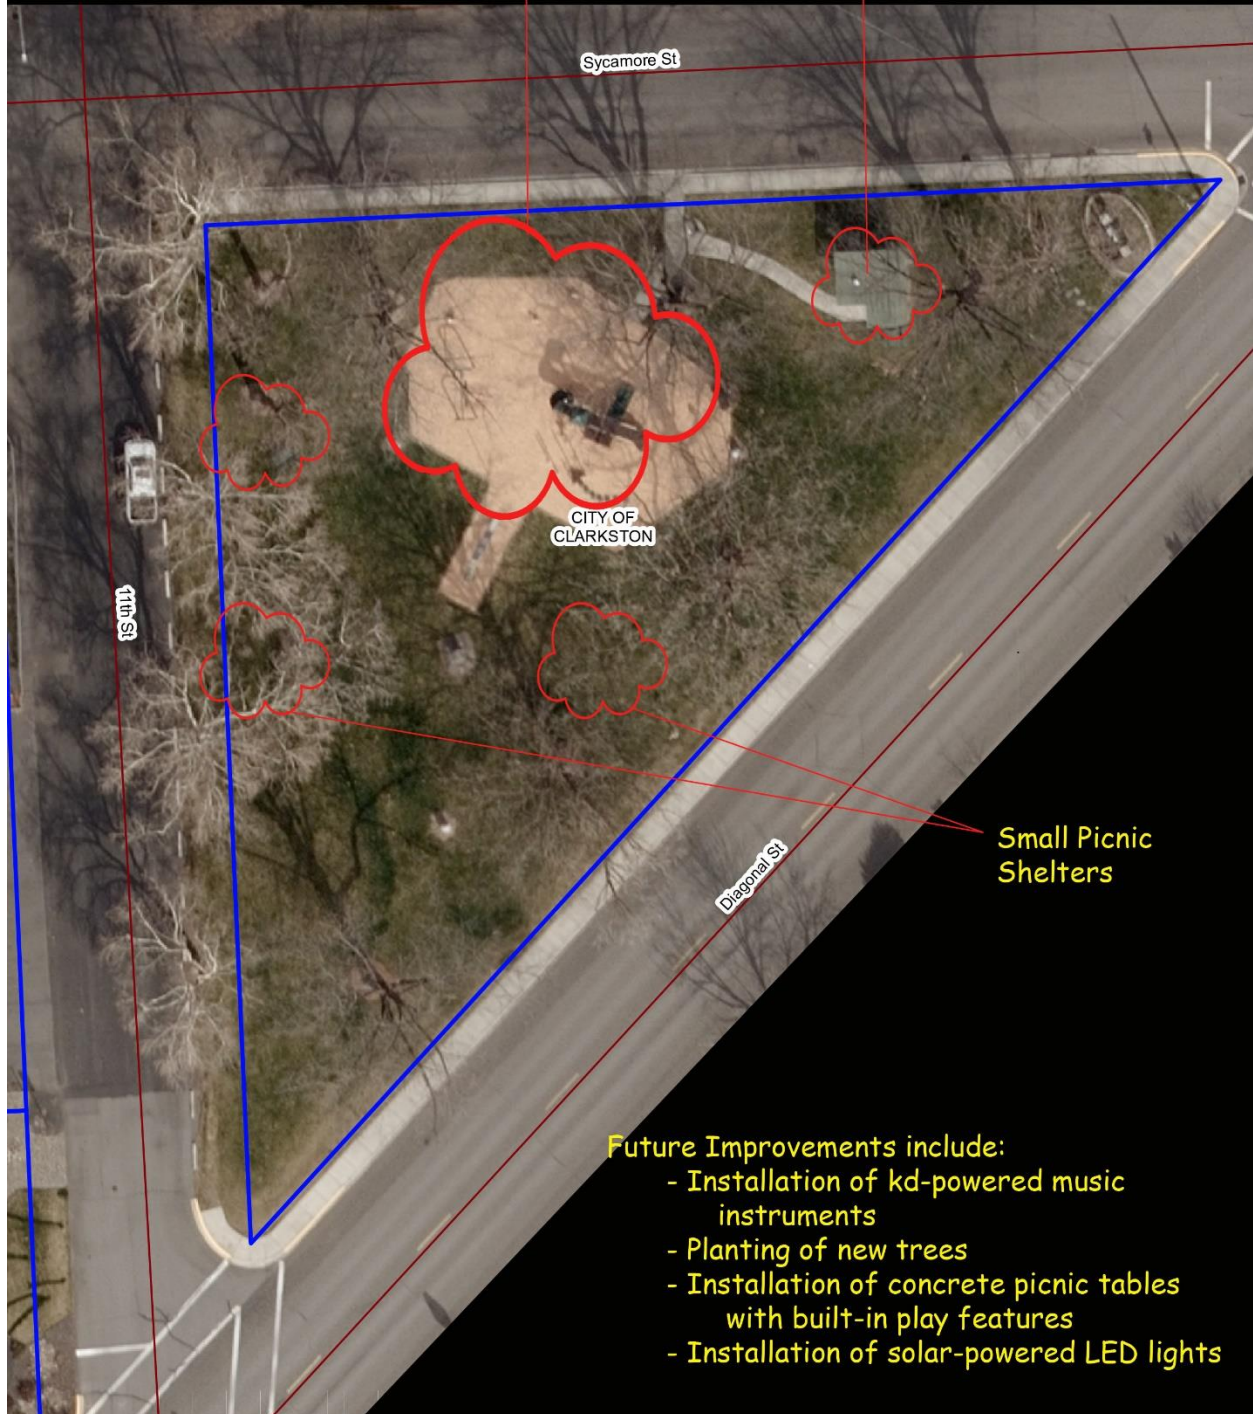 Sycamore St
CITY OF
CLARKSTON
11th St
Small Picnic
Shelters
Diagonal St
Future Improvements include:
- Installation of kd-powered music
instruments
- Planting of new trees
- Installation of concrete picnic tables
with built-in play features
- Installation of solar-powered LED lights